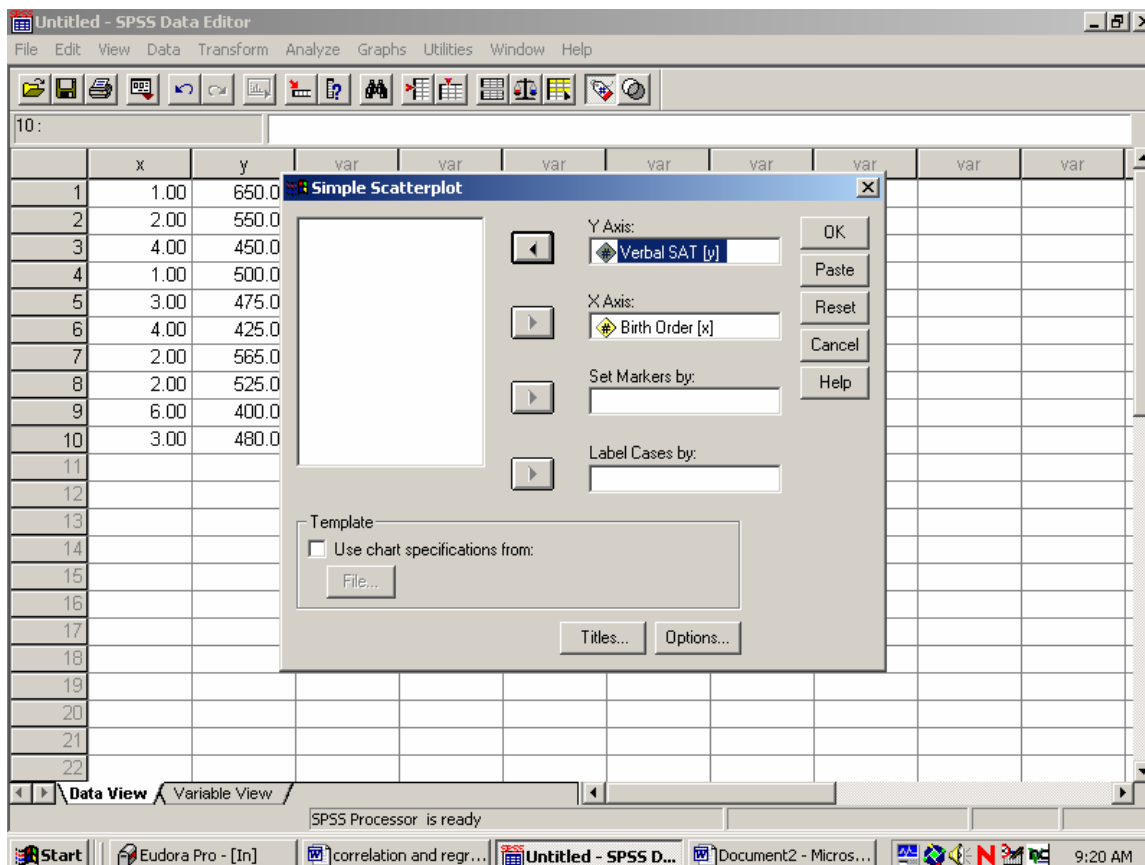 Untitled - SPSS Data Editor
File Edit View Data Transform Analyze Graphs Utilities Window Help
10 :
x y var var var var var var var var
1 1.00 650.0
2 2.00 550.0
3 4.00 450.0
4 1.00 500.0
5 3.00 475.0
6 4.00 425.0
7 2.00 565.0
8 2.00 525.0
9 6.00 400.0
10 3.00 480.0
11
12
13
14
15
16
17
18
19
20
21
22
Simple Scatterplot
Y Axis:
Verbal SAT [y]
X Axis:
Birth Order [x]
Set Markers by:
Label Cases by:
OK
Paste
Reset
Cancel
Help
Template
Use chart specifications from:
File...
Titles... Options...
Data View Variable View
SPSS Processor is ready
Start Eudora Pro - [In] correlation and regr... Untitled - SPSS D... Document2 - Micros... N 9:20 AM